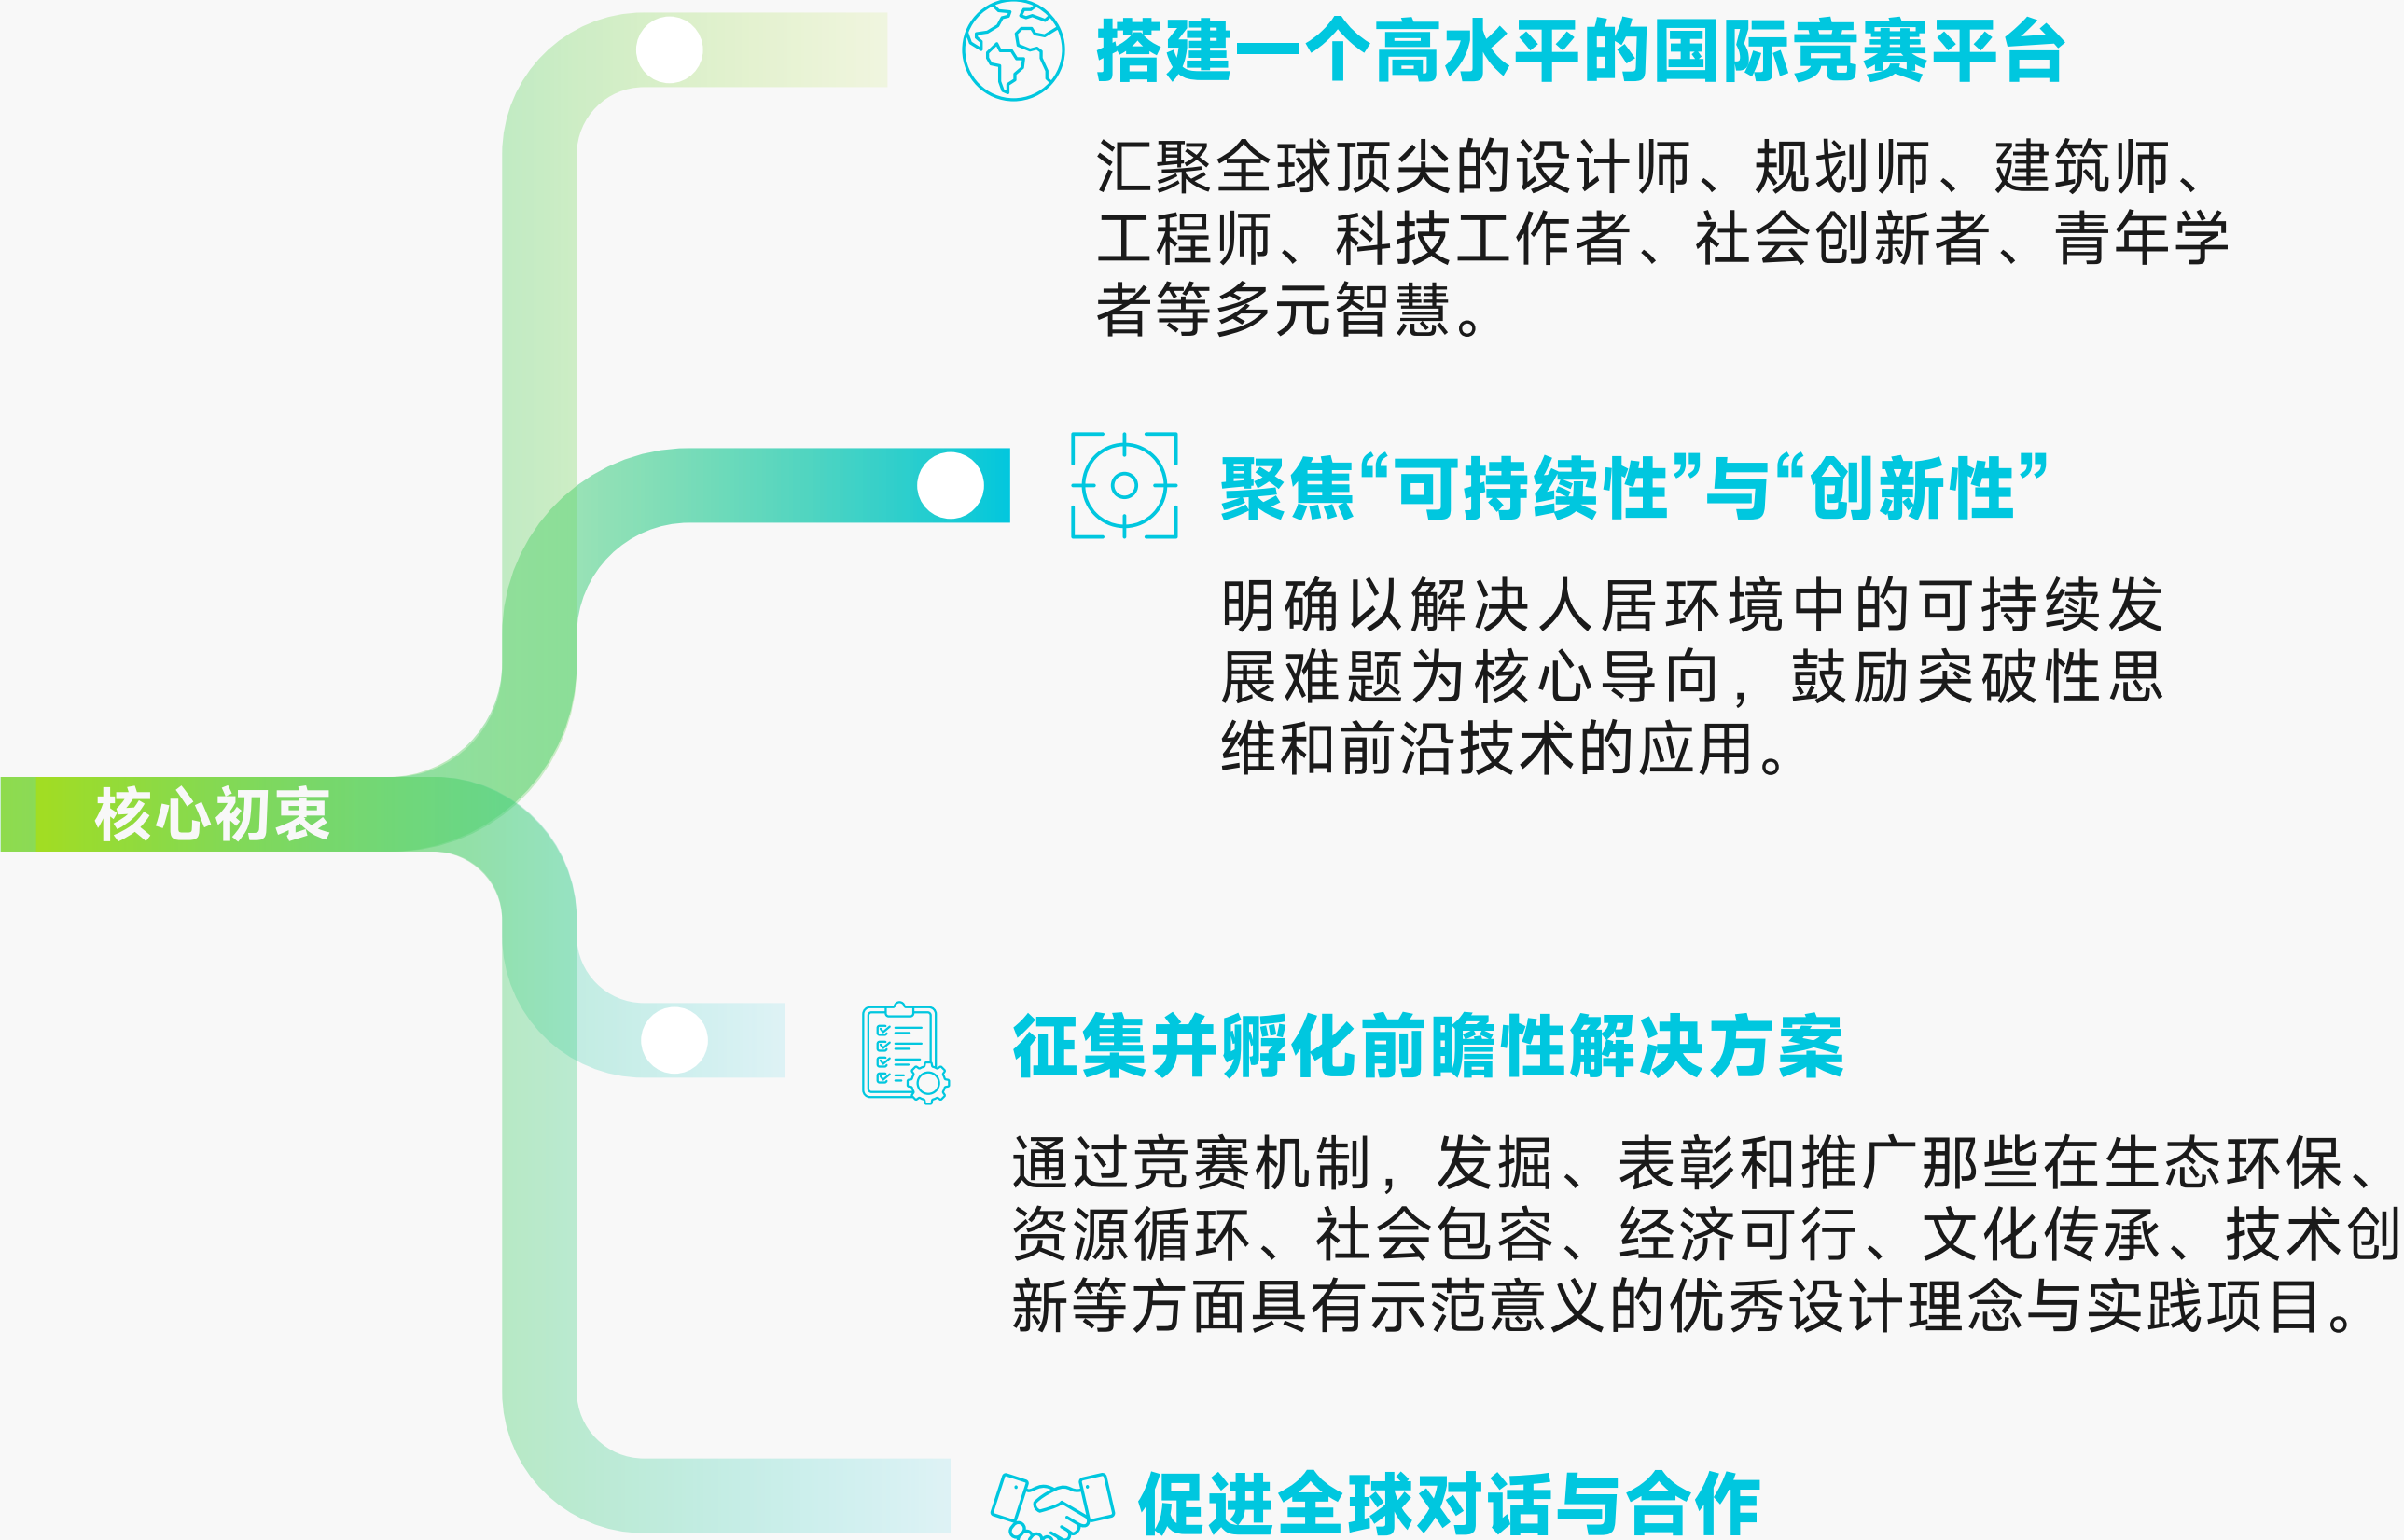 搭建一个高水平的国际竞赛平台
汇聚全球顶尖的设计师、规划师、建筑师、
工程师、科技工作者、社会创新者、青年学
者等多元智慧。
聚焦“可持续性”与“创新性”
明确以解决人居环境中的可持续发
展难题为核心导向，鼓励突破性思
维和前沿技术的应用。
核心初衷
征集并甄选前瞻性解决方案
通过竞赛机制，发掘、表彰和推广那些在生态环保、
资源循环、社会包容、经济可行、文化传承、技术创
新等方面具有示范意义的优秀设计理念与实践项目。
促进全球对话与合作